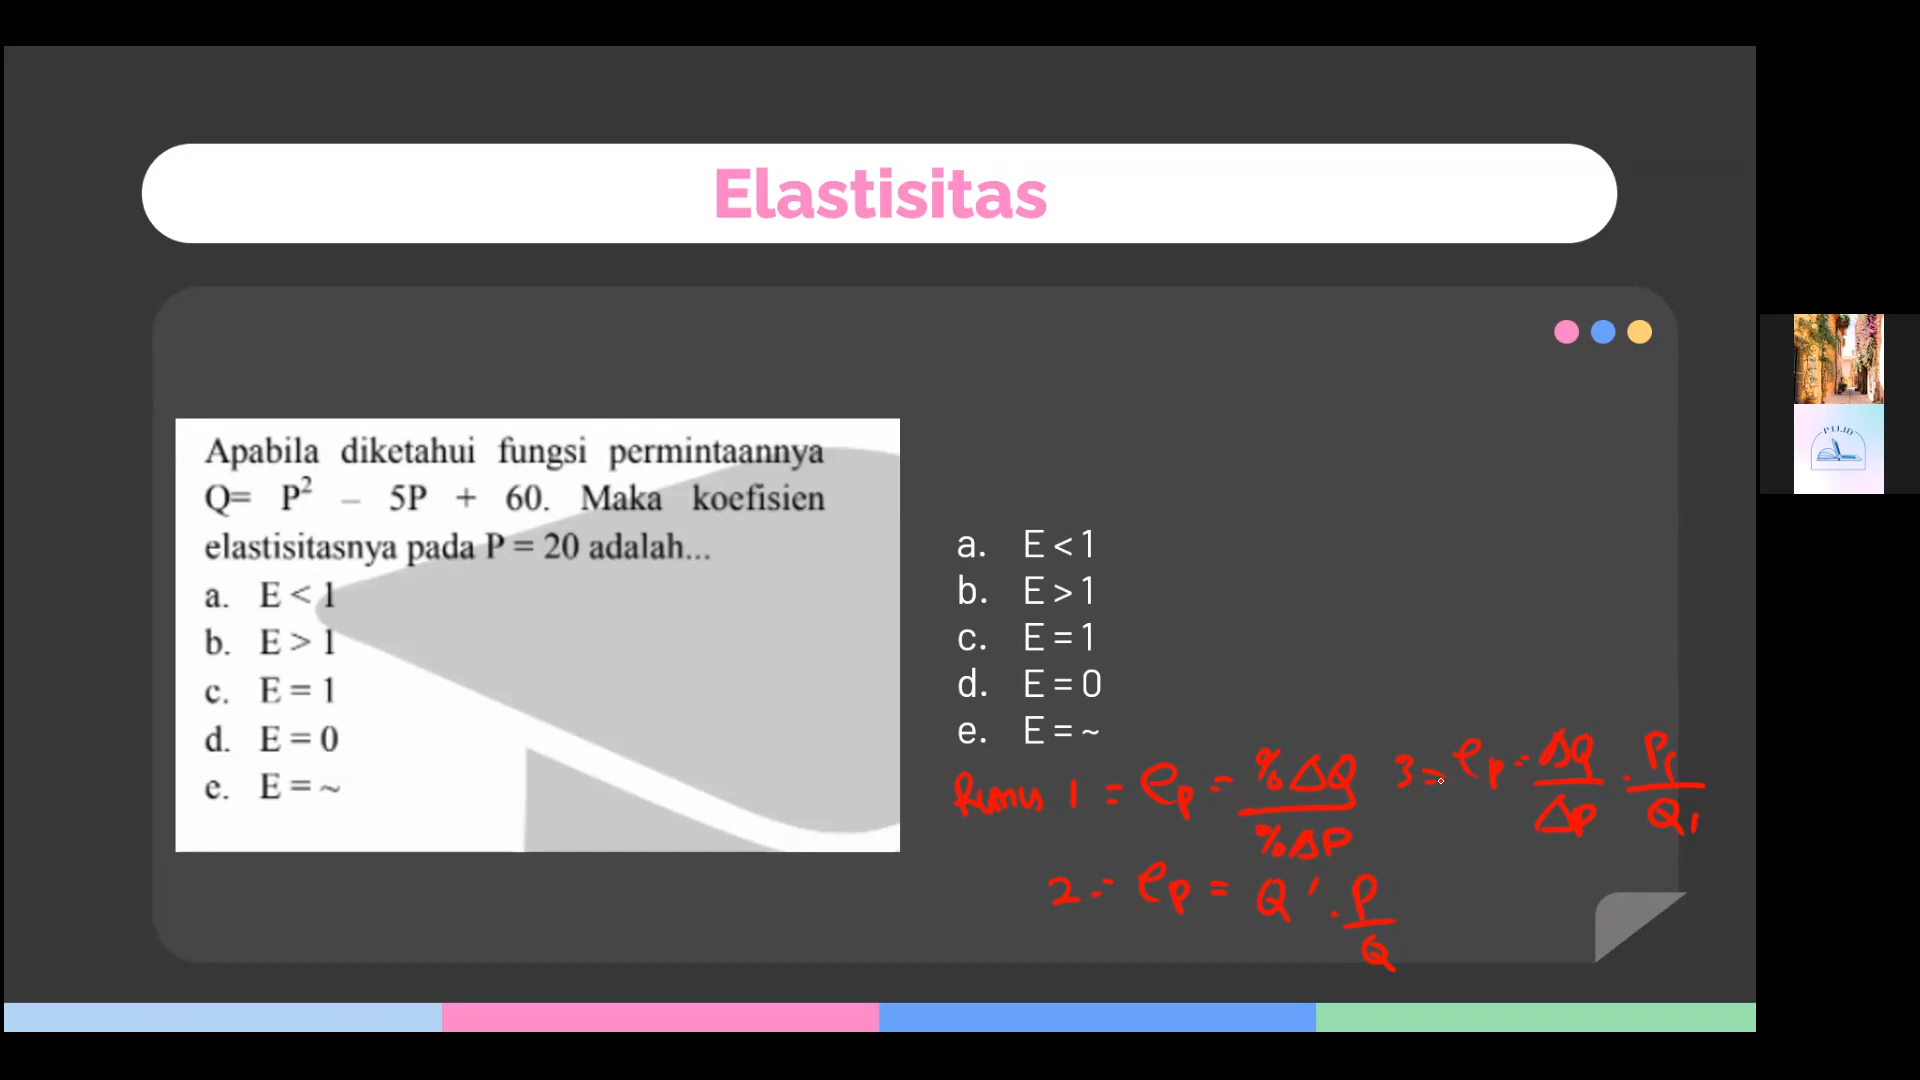 Elastisitas
Apabila diketahui fungsi permintaannya
Q= P² – 5P + 60. Maka koefisien
elastisitasnya pada P = 20 adalah...
a. E < 1
b. E > 1
c. E = 1
d. E = 0
e. E = ~
a. E < 1
b. E > 1
c. E = 1
d. E = 0
e. E = ~
Rumus 1 = ep = %ΔQ / %ΔP
2 = ep = Q' . P / Q
3 = ep = ΔQ / ΔP . P1 / Q1